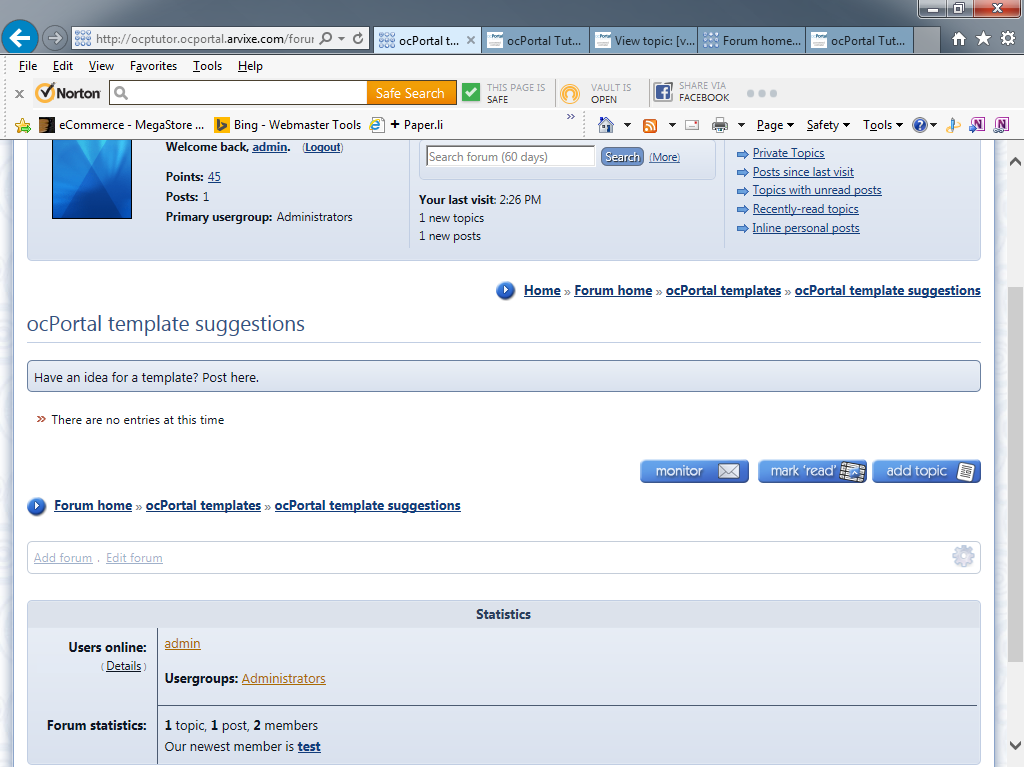 http://ocptutor.ocportal.arvixe.com/forur
ocPortal t...
ocPortal Tut...
View topic: [v...
Forum home...
ocPortal Tut...
File Edit View Favorites Tools Help
Norton
Safe Search
THIS PAGE IS
SAFE
VAULT IS
OPEN
SHARE VIA
FACEBOOK
eCommerce - MegaStore ...
Bing - Webmaster Tools
+ Paper.li
Page
Safety
Tools
Welcome back, admin. (Logout)
Points: 45
Posts: 1
Primary usergroup: Administrators
Search forum (60 days)
Search
(More)
Your last visit: 2:26 PM
1 new topics
1 new posts
Private Topics
Posts since last visit
Topics with unread posts
Recently-read topics
Inline personal posts
Home » Forum home » ocPortal templates » ocPortal template suggestions
ocPortal template suggestions
Have an idea for a template? Post here.
» There are no entries at this time
monitor
mark 'read'
add topic
Forum home » ocPortal templates » ocPortal template suggestions
Add forum . Edit forum
Statistics
Users online:
(Details)
admin
Usergroups: Administrators
Forum statistics:
1 topic, 1 post, 2 members
Our newest member is test